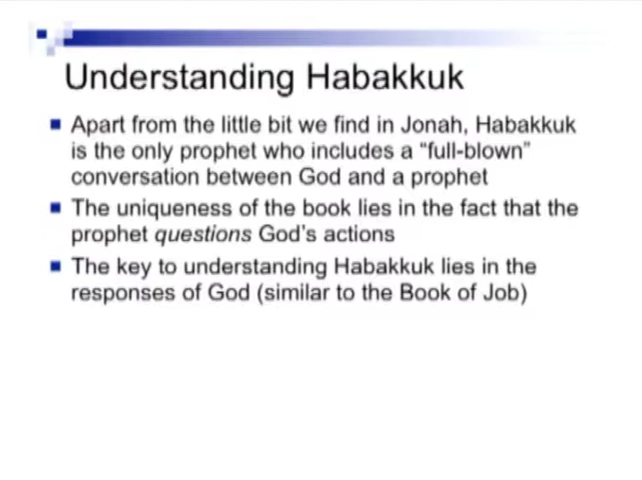 Understanding Habakkuk
Apart from the little bit we find in Jonah, Habakkuk
is the only prophet who includes a “full-blown”
conversation between God and a prophet
The uniqueness of the book lies in the fact that the
prophet questions God's actions
The key to understanding Habakkuk lies in the
responses of God (similar to the Book of Job)